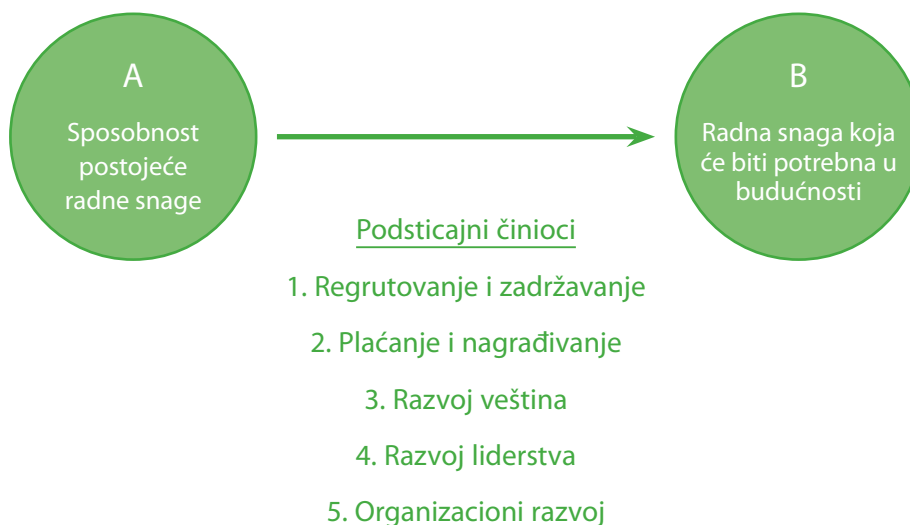 A
Sposobnost
postojeće
radne snage
B
Radna snaga koja
će biti potrebna u
budućnosti
Podsticajni činioci
1. Regrutovanje i zadržavanje
2. Plaćanje i nagrađivanje
3. Razvoj veština
4. Razvoj liderstva
5. Organizacioni razvoj